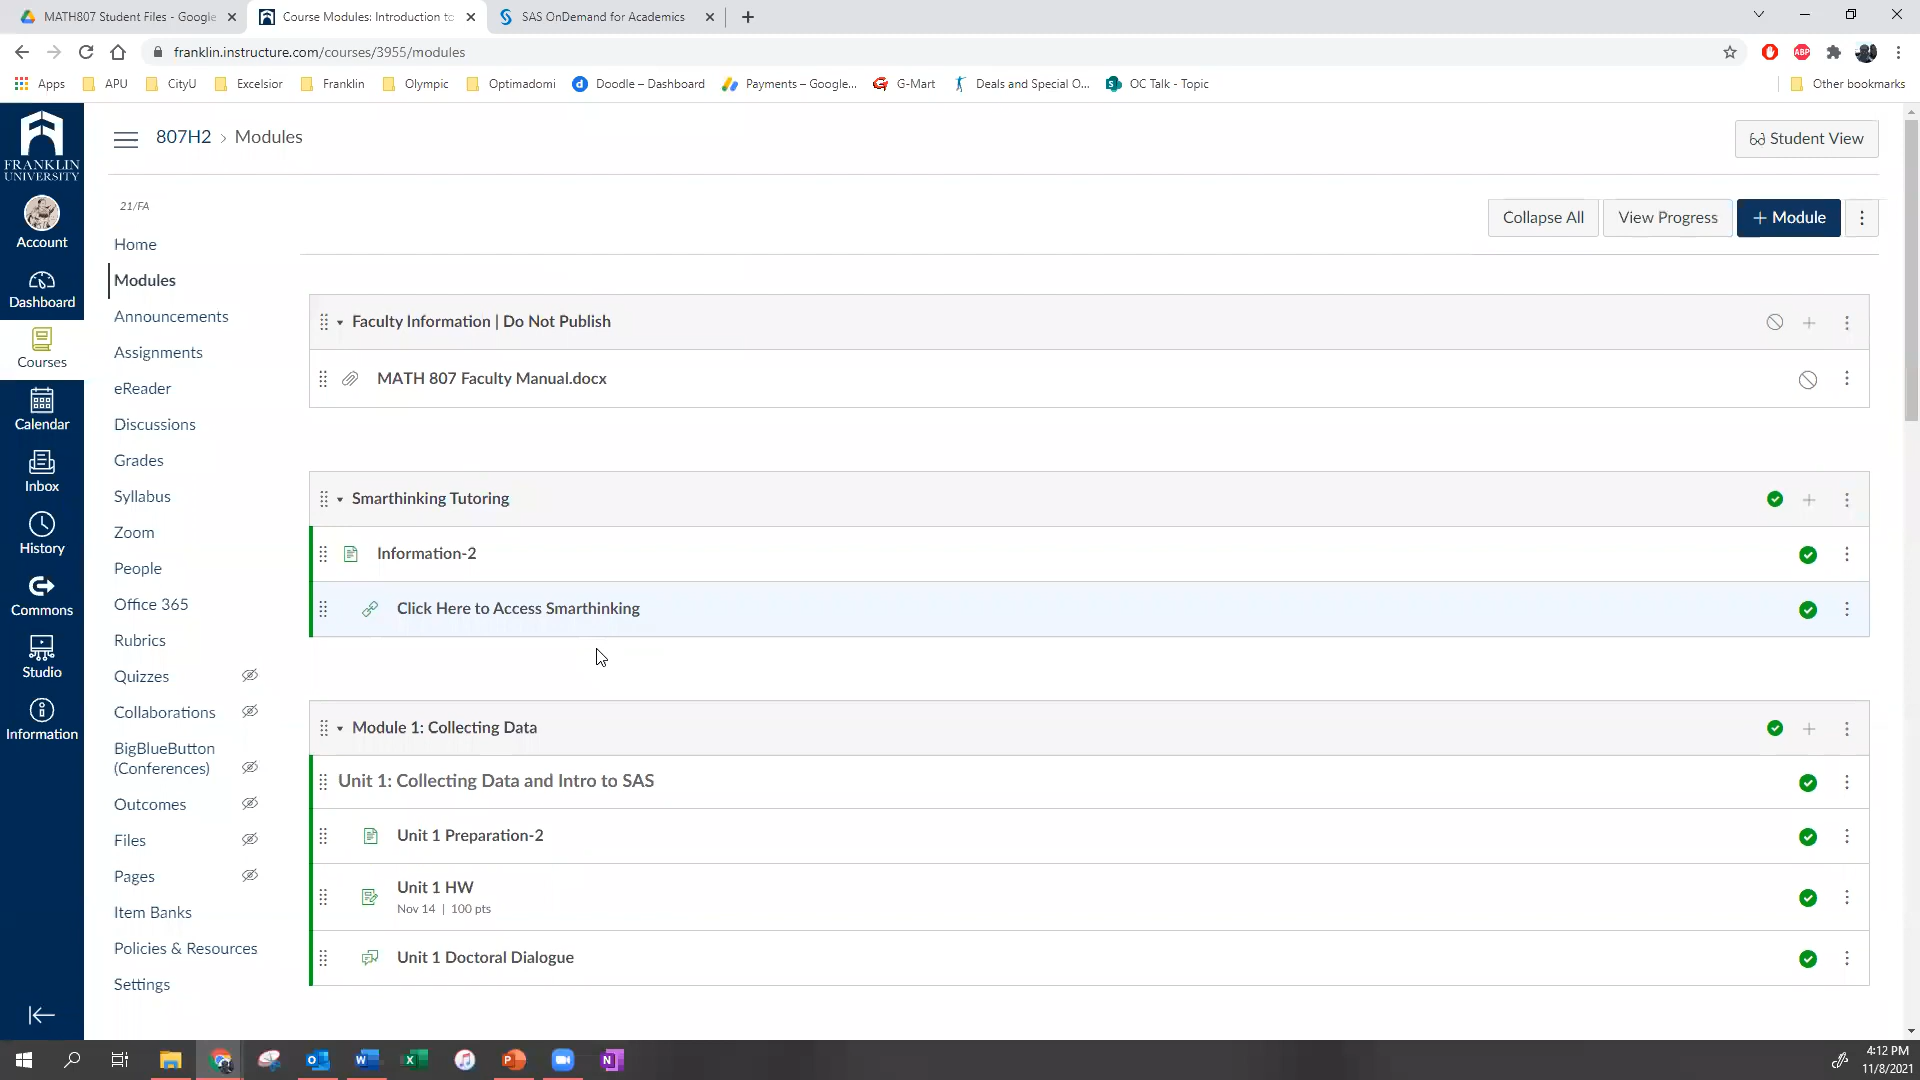 MATH807 Student Files - Google
Course Modules: Introduction to
SAS OnDemand for Academics
franklin.instructure.com/courses/3955/modules
Apps
APU
CityU
Excelsior
Franklin
Olympic
Optimadomi
Doodle – Dashboard
Payments – Google...
G-Mart
Deals and Special O...
OC Talk - Topic
Other bookmarks
FRANKLIN
UNIVERSITY
Account
Dashboard
Courses
Calendar
Inbox
History
Commons
Studio
Information
807H2 › Modules
Student View
21/FA
Home
Modules
Announcements
Assignments
eReader
Discussions
Grades
Syllabus
Zoom
People
Office 365
Rubrics
Quizzes
Collaborations
BigBlueButton
(Conferences)
Outcomes
Files
Pages
Item Banks
Policies & Resources
Settings
Collapse All
View Progress
+ Module
Faculty Information | Do Not Publish
MATH 807 Faculty Manual.docx
Smarthinking Tutoring
Information-2
Click Here to Access Smarthinking
Module 1: Collecting Data
Unit 1: Collecting Data and Intro to SAS
Unit 1 Preparation-2
Unit 1 HW
Nov 14 | 100 pts
Unit 1 Doctoral Dialogue
4:12 PM
11/8/2021